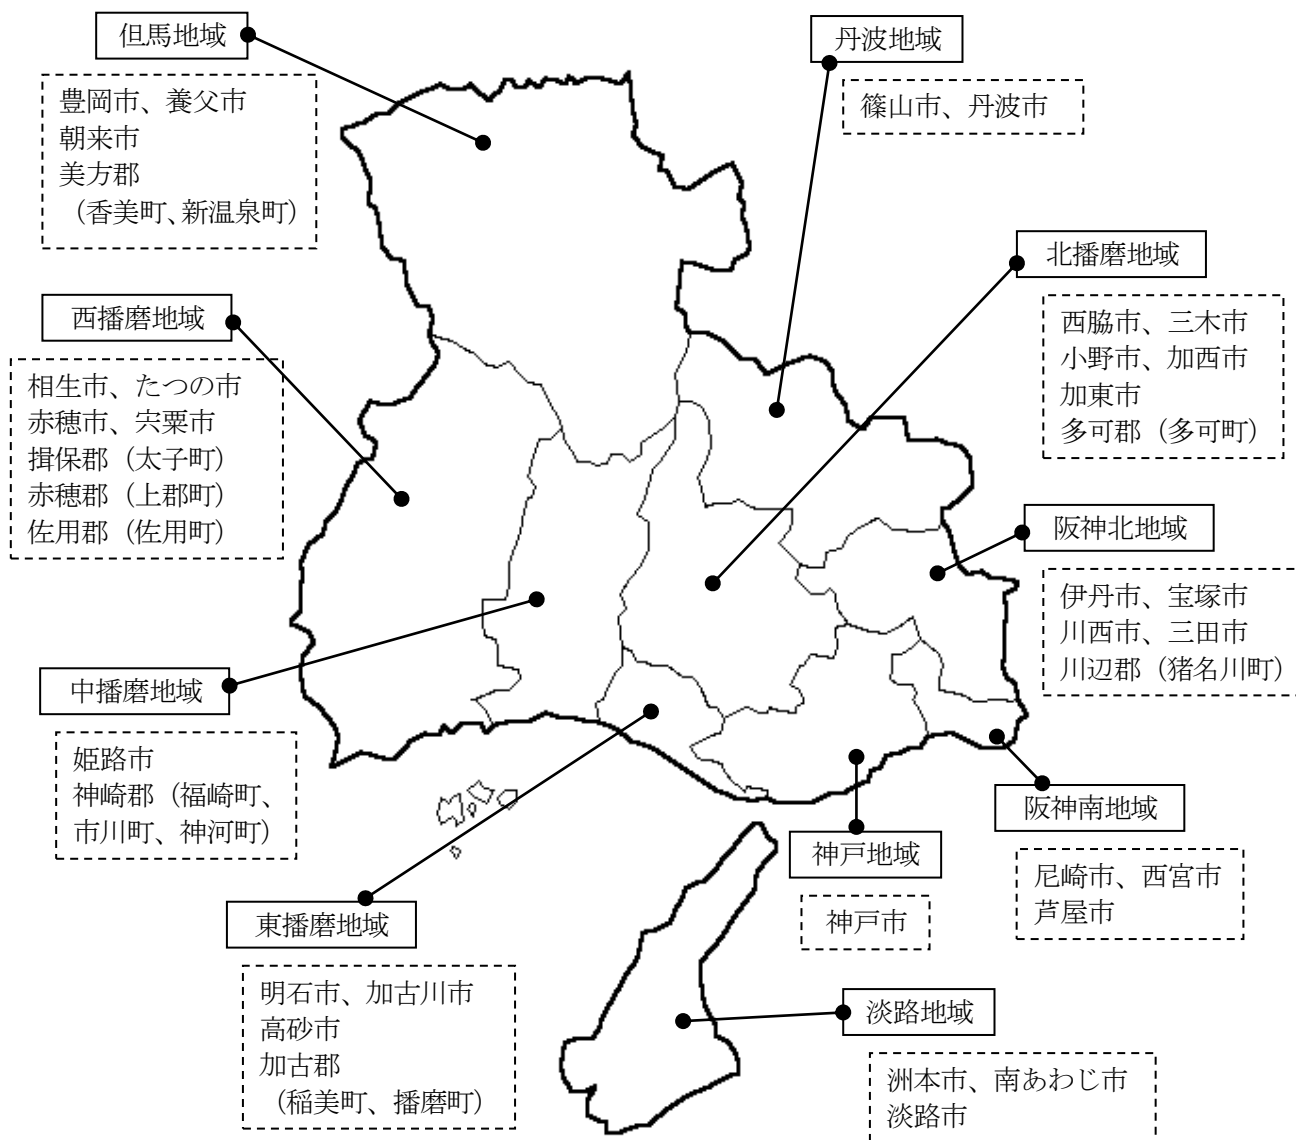 但馬地域
豊岡市、養父市
朝来市
美方郡
（香美町、新温泉町）
丹波地域
篠山市、丹波市
北播磨地域
西脇市、三木市
小野市、加西市
加東市
多可郡（多可町）
西播磨地域
相生市、たつの市
赤穂市、宍粟市
揖保郡（太子町）
赤穂郡（上郡町）
佐用郡（佐用町）
阪神北地域
伊丹市、宝塚市
川西市、三田市
川辺郡（猪名川町）
中播磨地域
姫路市
神崎郡（福崎町、
市川町、神河町）
阪神南地域
尼崎市、西宮市
芦屋市
神戸地域
神戸市
東播磨地域
明石市、加古川市
高砂市
加古郡
（稲美町、播磨町）
淡路地域
洲本市、南あわじ市
淡路市